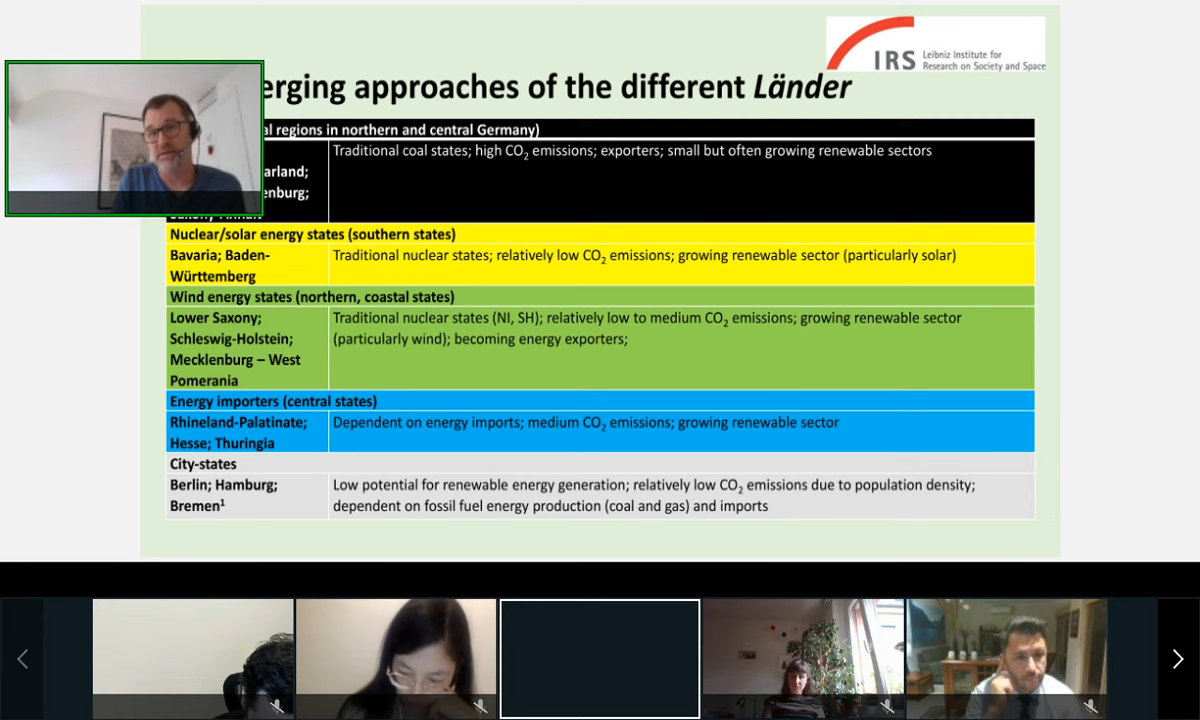 IRS
Leibniz Institute for
Research on Society and Space
erging approaches of the different Länder
al regions in northern and central Germany)
Traditional coal states; high CO₂ emissions; exporters; small but often growing renewable sectors
arland;
enburg;
Nuclear/solar energy states (southern states)
Bavaria; Baden-
Württemberg
Traditional nuclear states; relatively low CO₂ emissions; growing renewable sector (particularly solar)
Wind energy states (northern, coastal states)
Lower Saxony;
Schleswig-Holstein;
Mecklenburg – West
Pomerania
Traditional nuclear states (NI, SH); relatively low to medium CO₂ emissions; growing renewable sector
(particularly wind); becoming energy exporters;
Energy importers (central states)
Rhineland-Palatinate;
Hesse; Thuringia
Dependent on energy imports; medium CO₂ emissions; growing renewable sector
City-states
Berlin; Hamburg;
Bremen¹
Low potential for renewable energy generation; relatively low CO₂ emissions due to population density;
dependent on fossil fuel energy production (coal and gas) and imports